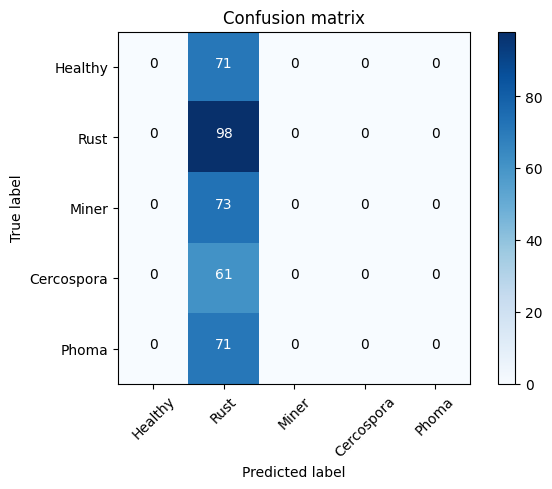 Confusion matrix
Healthy 0 71 0 0 0
Rust 0 98 0 0 0
Miner 0 73 0 0 0
Cercospora 0 61 0 0 0
Phoma 0 71 0 0 0
True label
Healthy Rust Miner Cercospora Phoma
Predicted label
80
60
40
20
0